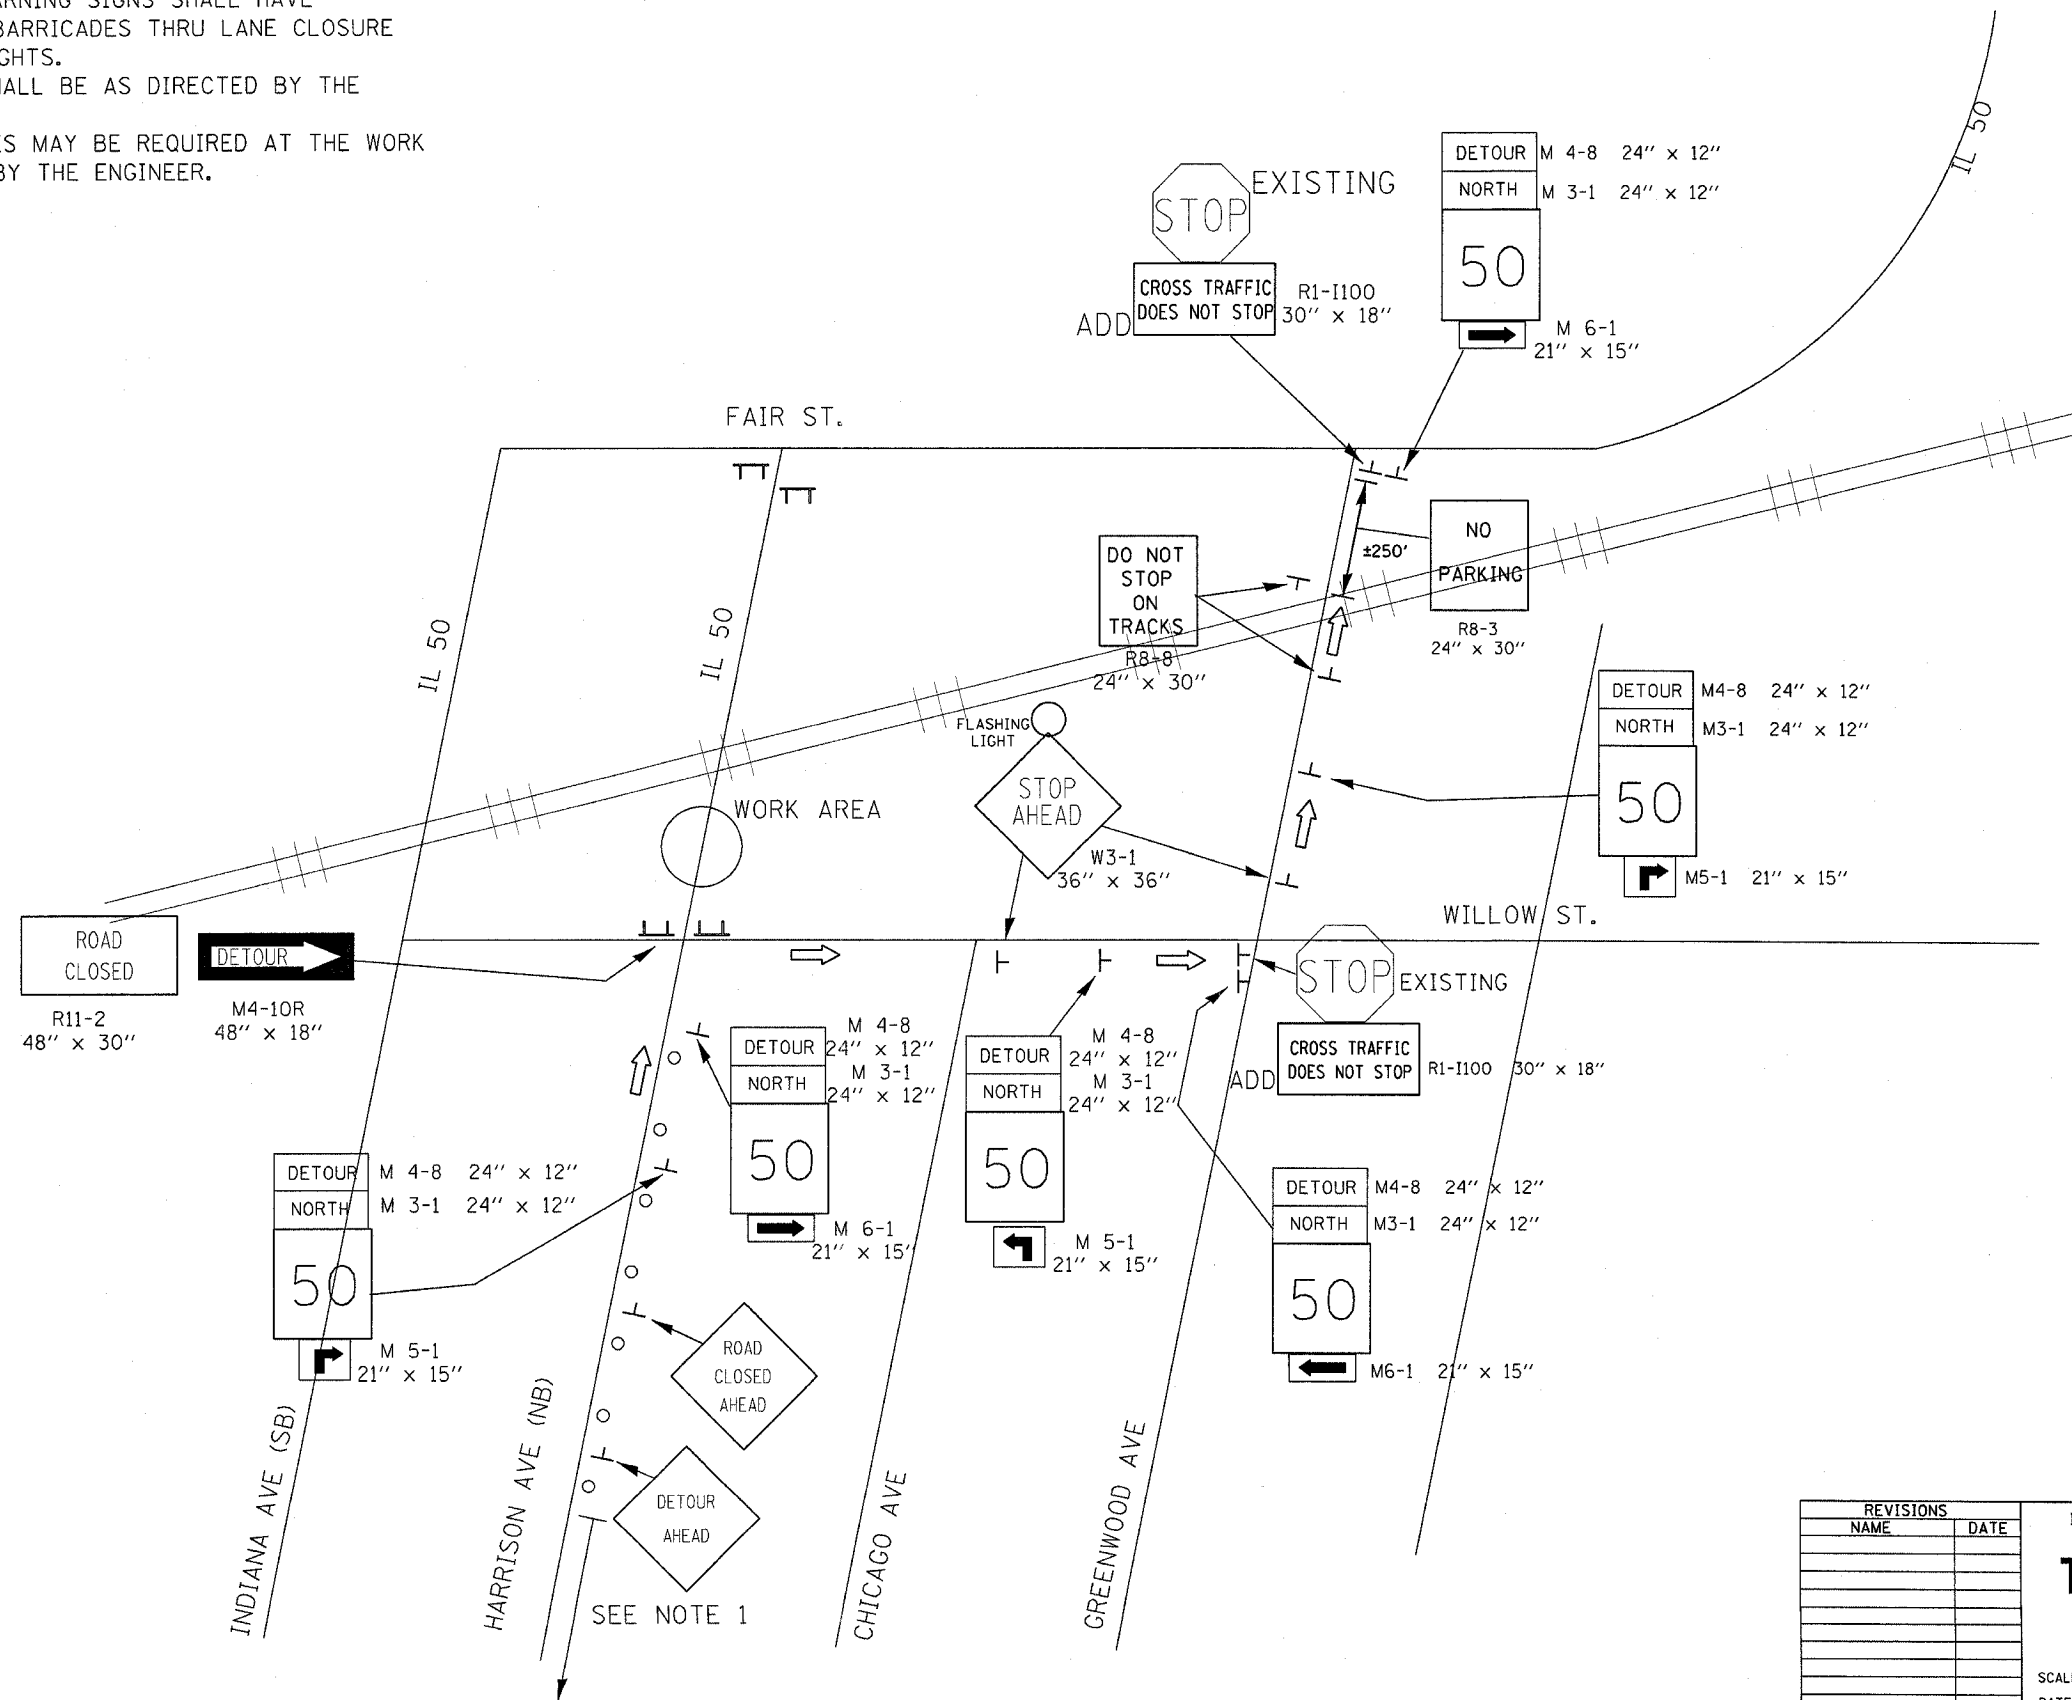 ARNING SIGNS SHALL HAVE
BARRICADES THRU LANE CLOSURE
GHTS.
HALL BE AS DIRECTED BY THE
ES MAY BE REQUIRED AT THE WORK
BY THE ENGINEER.
IL 50
STOP
EXISTING
ADD
CROSS TRAFFIC
DOES NOT STOP
R1-I100
30" x 18"
DETOUR M 4-8 24" x 12"
NORTH M 3-1 24" x 12"
50
M 6-1
21" x 15"
FAIR ST.
IL 50
IL 50
DO NOT
STOP
ON
TRACKS
R8-8
24" x 30"
±250'
NO
PARKING
R8-3
24" x 30"
FLASHING
LIGHT
STOP
AHEAD
W3-1
36" x 36"
DETOUR M4-8 24" x 12"
NORTH M3-1 24" x 12"
50
M5-1 21" x 15"
WORK AREA
WILLOW ST.
ROAD
CLOSED
R11-2
48" x 30"
DETOUR
M4-10R
48" x 18"
STOP
EXISTING
ADD
CROSS TRAFFIC
DOES NOT STOP
R1-I100 30" x 18"
DETOUR
NORTH
M 4-8
24" x 12"
M 3-1
24" x 12"
50
M 6-1
21" x 15"
DETOUR
NORTH
M 4-8
24" x 12"
M 3-1
24" x 12"
50
M 5-1
21" x 15"
DETOUR M 4-8 24" x 12"
NORTH M 3-1 24" x 12"
50
M 5-1
21" x 15"
DETOUR M4-8 24" x 12"
NORTH M3-1 24" x 12"
50
M6-1 21" x 15"
ROAD
CLOSED
AHEAD
DETOUR
AHEAD
SEE NOTE 1
INDIANA AVE (SB)
HARRISON AVE (NB)
CHICAGO AVE
GREENWOOD AVE
REVISIONS
NAME DATE